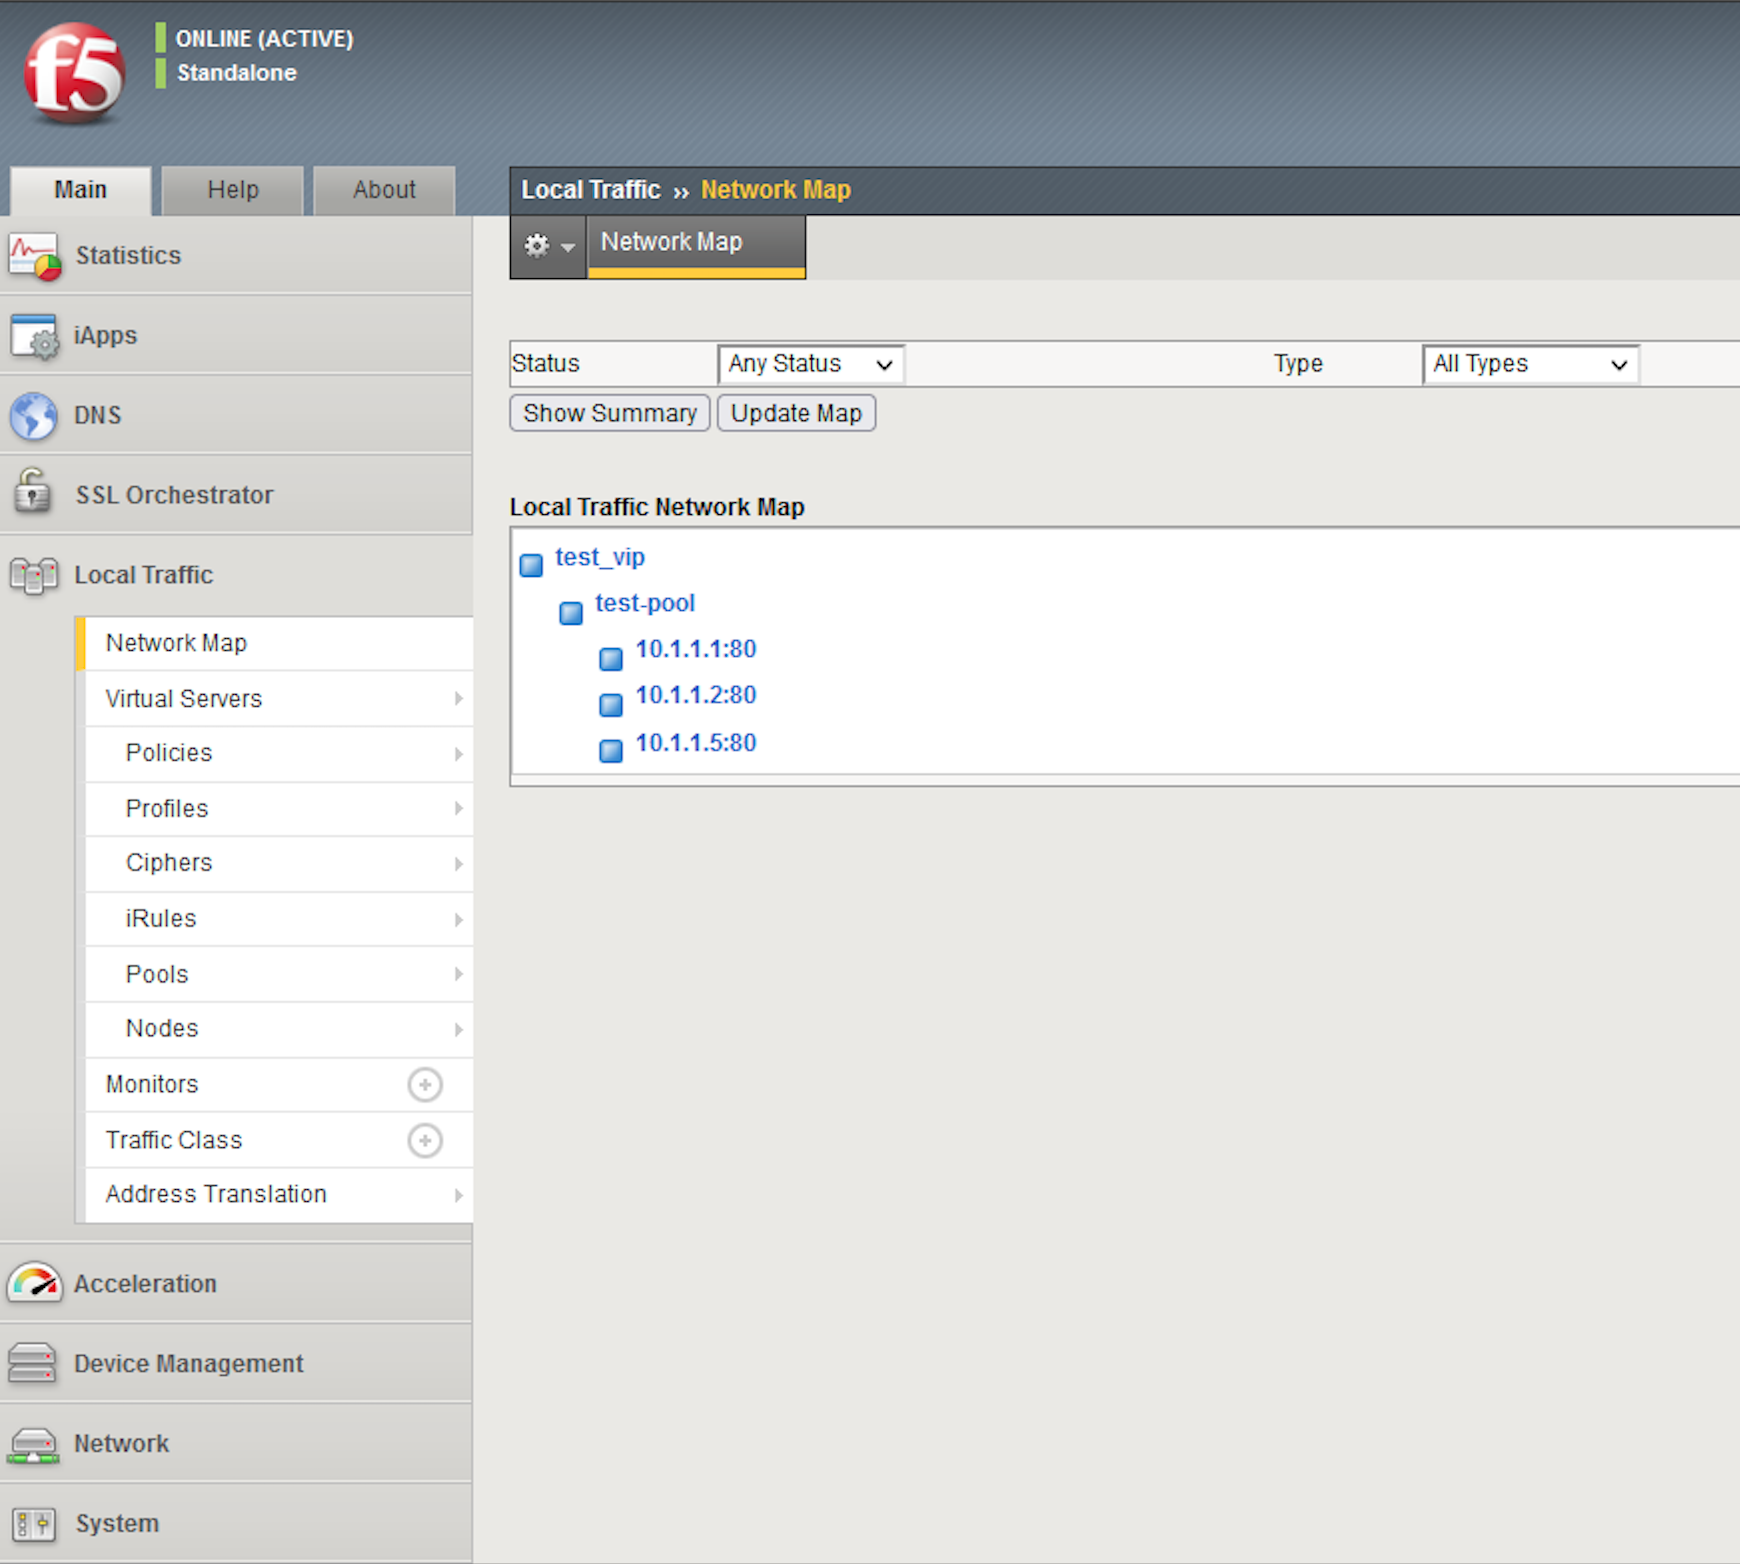 f5
ONLINE (ACTIVE)
Standalone
Main
Help
About
Local Traffic ›› Network Map
Network Map
Statistics
iApps
DNS
SSL Orchestrator
Local Traffic
Network Map
Virtual Servers
Policies
Profiles
Ciphers
iRules
Pools
Nodes
Monitors
Traffic Class
Address Translation
Acceleration
Device Management
Network
System
Status
Any Status
Type
All Types
Show Summary
Update Map
Local Traffic Network Map
test_vip
test-pool
10.1.1.1:80
10.1.1.2:80
10.1.1.5:80